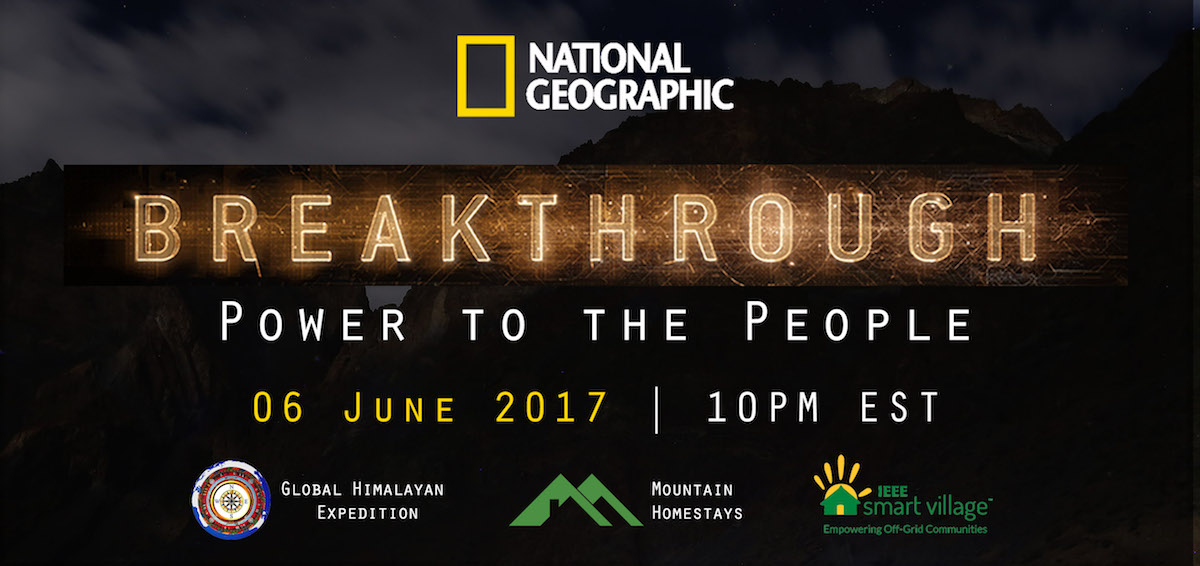 NATIONAL
GEOGRAPHIC
BREAKTHROUGH
Power to the People
06 June 2017 | 10PM EST
Global Himalayan
Expedition
Mountain
Homestays
IEEE
smart village™
Empowering Off-Grid Communities